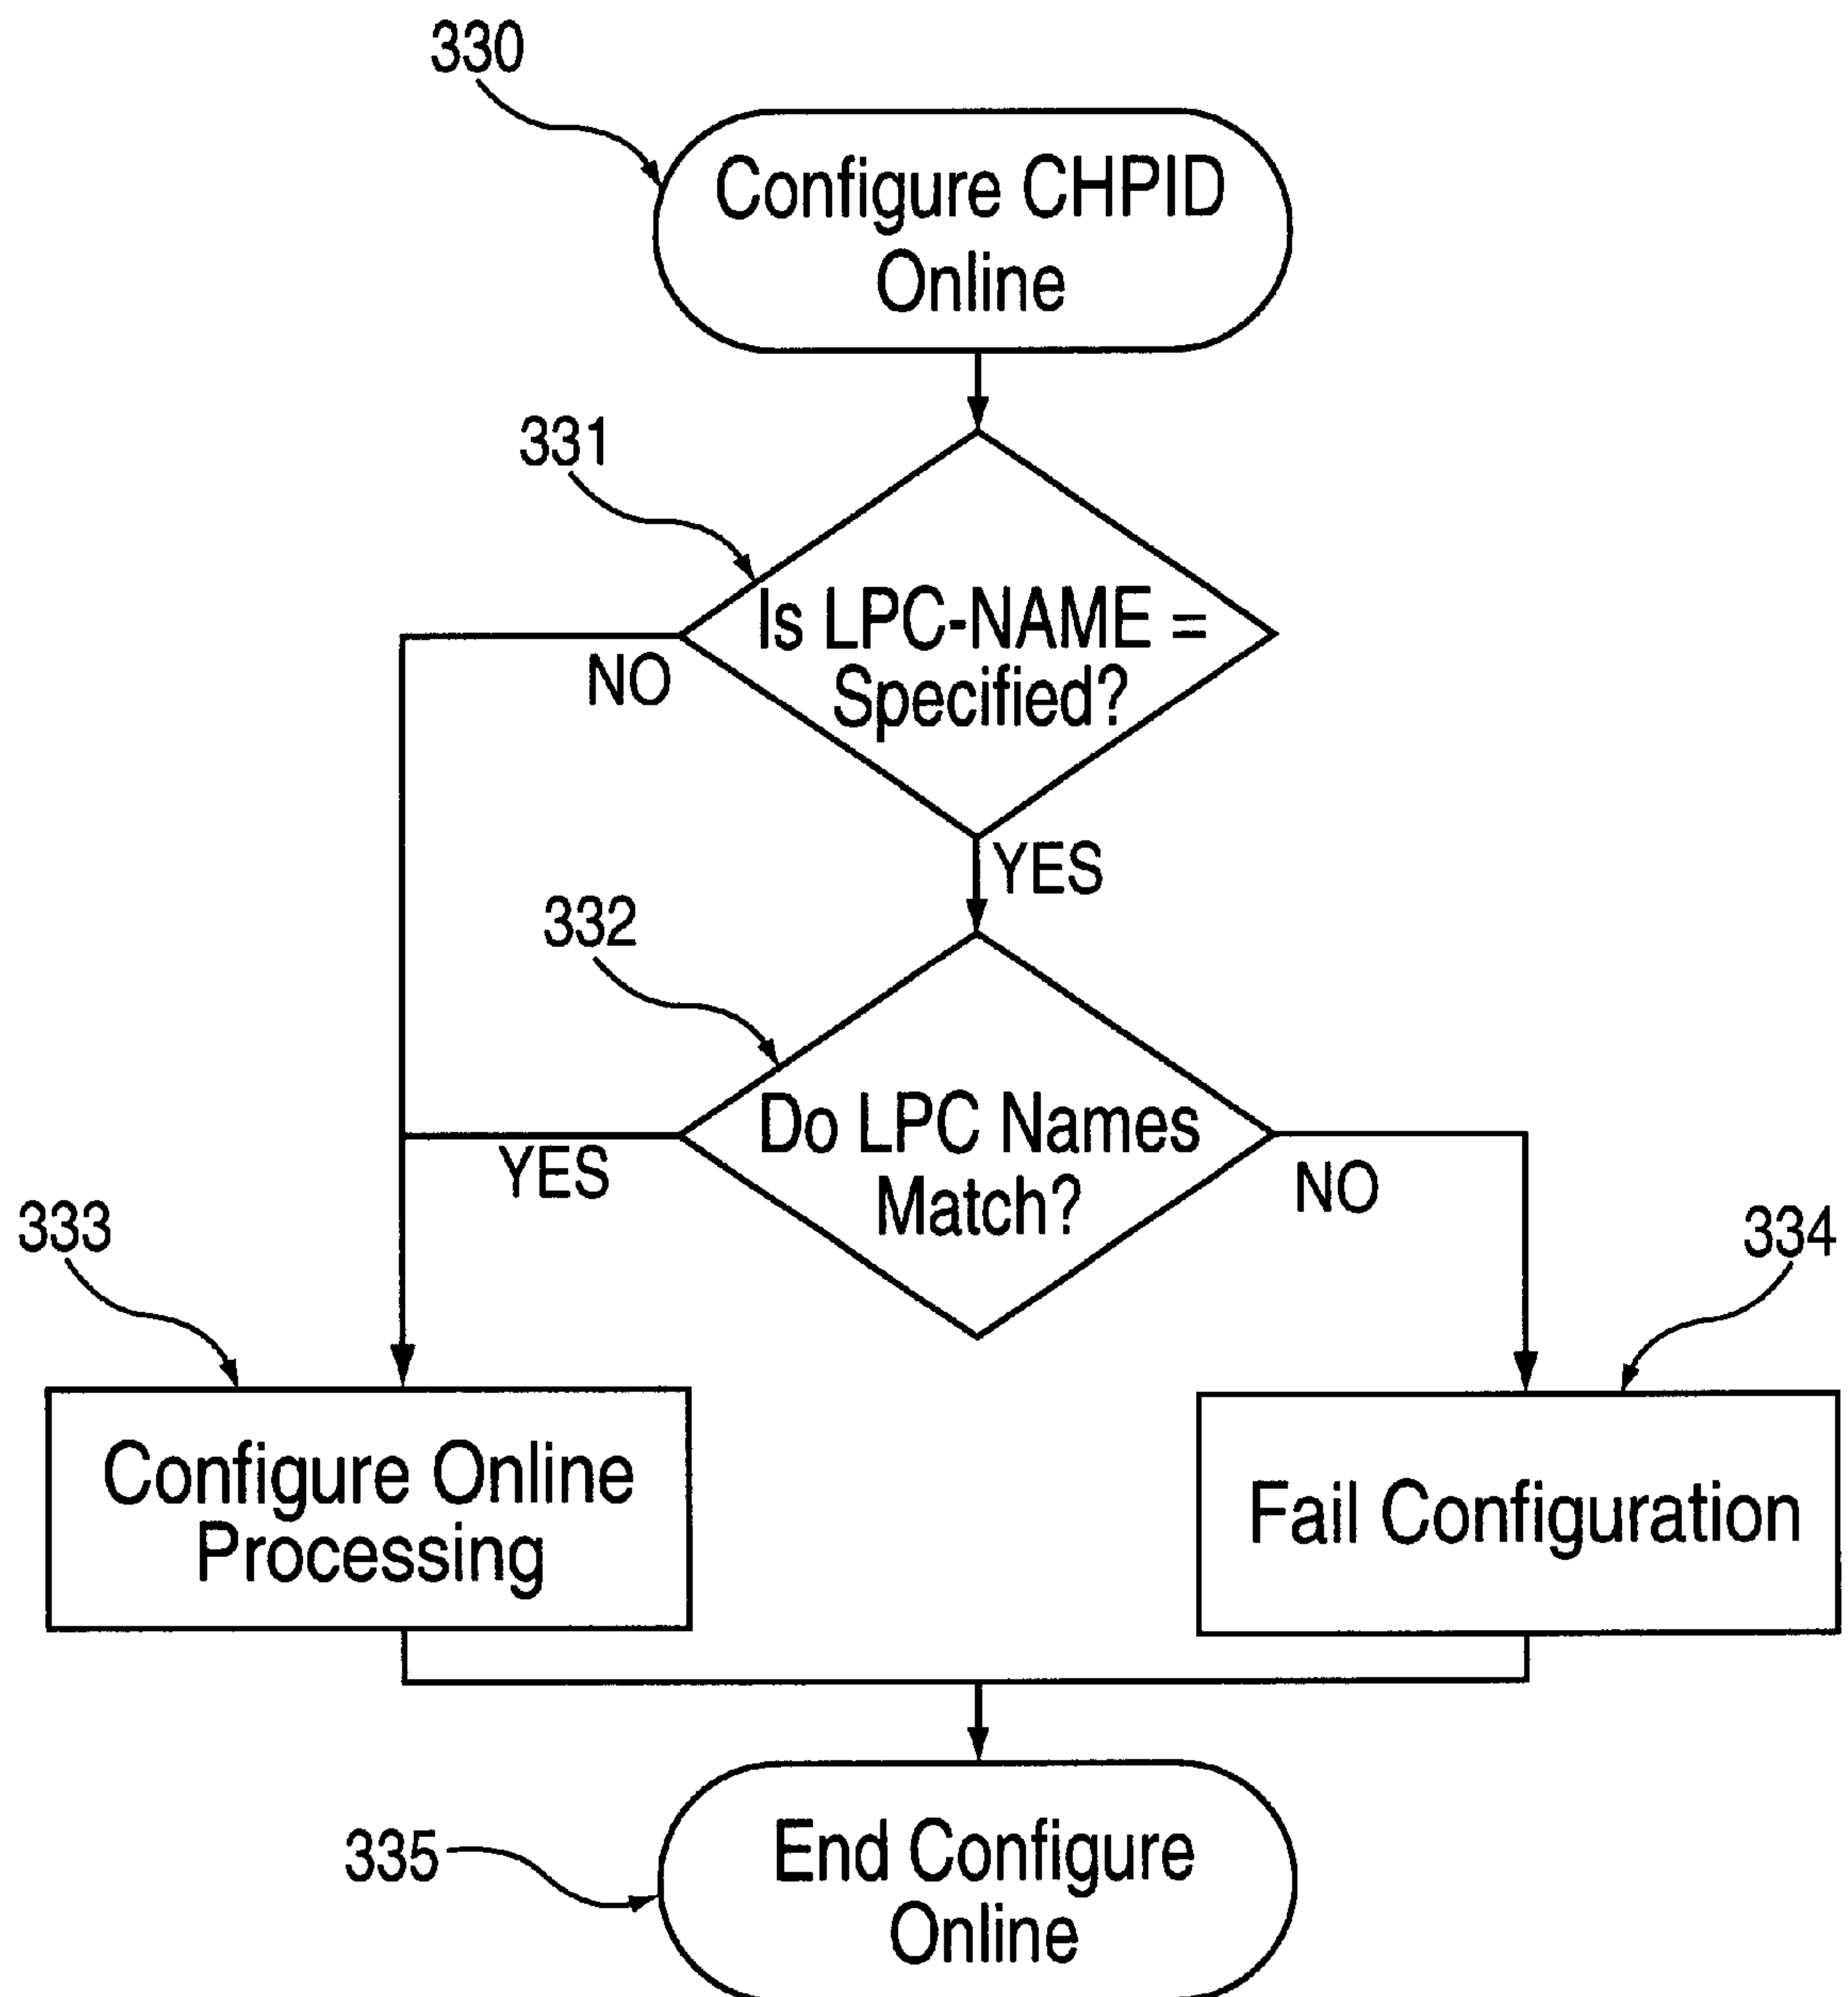 330
Configure CHPID
Online
331
Is LPC-NAME =
Specified?
NO
YES
332
Do LPC Names
Match?
YES
NO
333
334
Configure Online
Processing
Fail Configuration
335
End Configure
Online